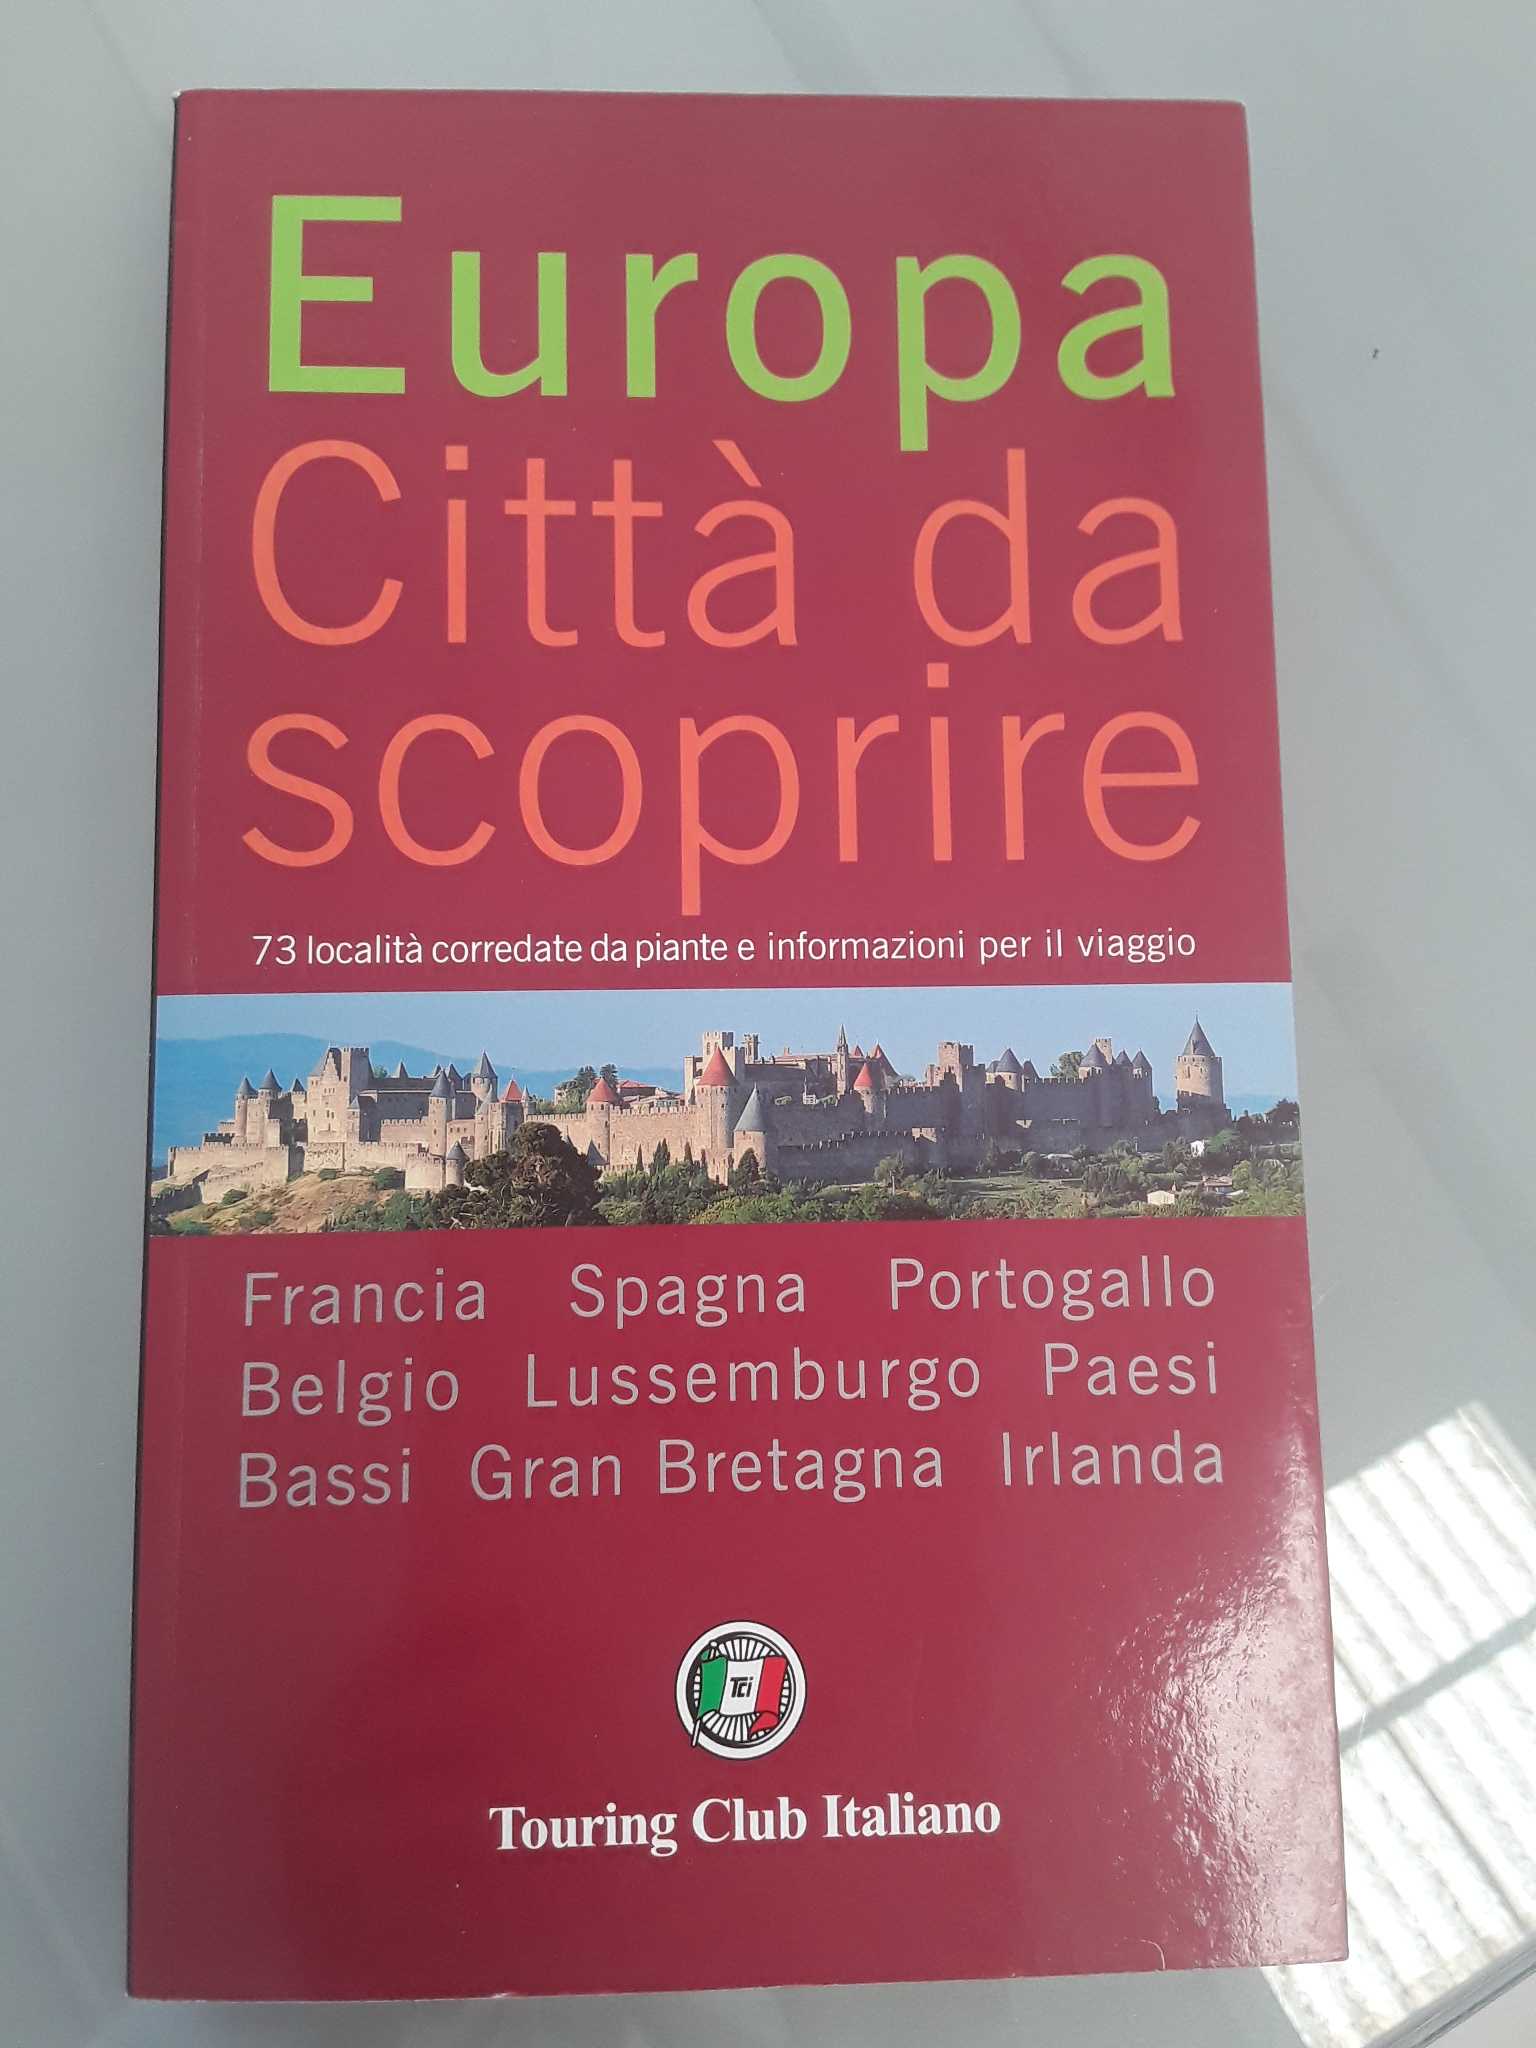 Europa
Città da
scoprire
73 località corredate da piante e informazioni per il viaggio
Francia Spagna Portogallo
Belgio Lussemburgo Paesi
Bassi Gran Bretagna Irlanda
Tci
Touring Club Italiano